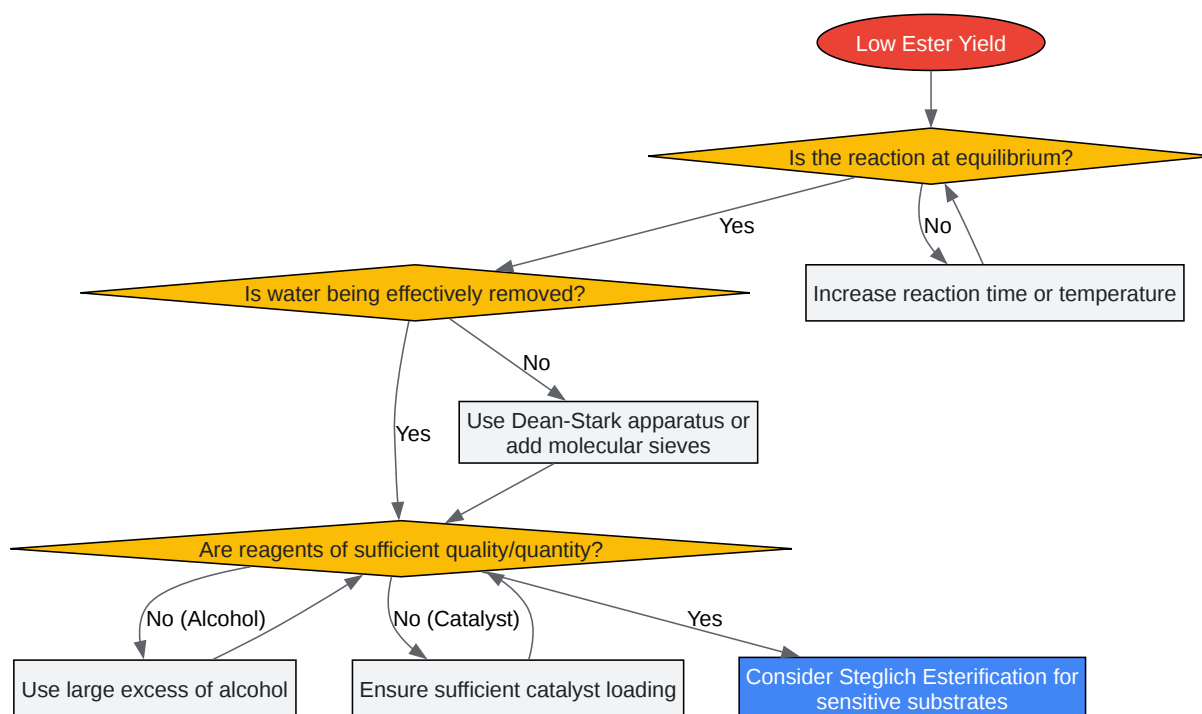 Low Ester Yield
Is the reaction at equilibrium?
Yes
No
Is water being effectively removed?
Increase reaction time or temperature
No
Yes
Use Dean-Stark apparatus or
add molecular sieves
Are reagents of sufficient quality/quantity?
No (Alcohol)
No (Catalyst)
Yes
Use large excess of alcohol
Ensure sufficient catalyst loading
Consider Steglich Esterification for
sensitive substrates